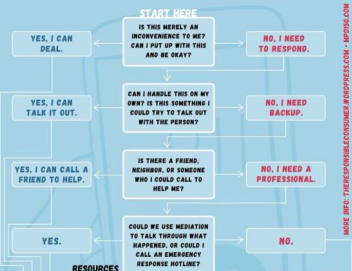 START HERE
IS THIS MERELY AN
INCONVENIENCE TO ME?
CAN I PUT UP WITH THIS
AND BE OKAY?
YES, I CAN
DEAL.
NO, I NEED
TO RESPOND.
CAN I HANDLE THIS ON MY
OWN? IS THIS SOMETHING I
COULD TRY TO TALK OUT
WITH THE PERSON?
YES, I CAN
TALK IT OUT.
NO, I NEED
BACKUP.
IS THERE A FRIEND,
NEIGHBOR, OR SOMEONE
WHO I COULD CALL TO
HELP ME?
YES, I CAN CALL A
FRIEND TO HELP.
NO, I NEED A
PROFESSIONAL.
COULD WE USE MEDIATION
TO TALK THROUGH WHAT
HAPPENED, OR COULD I
CALL AN EMERGENCY
RESPONSE HOTLINE?
YES.
NO.
RESOURCES
MORE INFO: THERESPONSIBLECONSUMER.WORDPRESS.COM • MPD150.COM